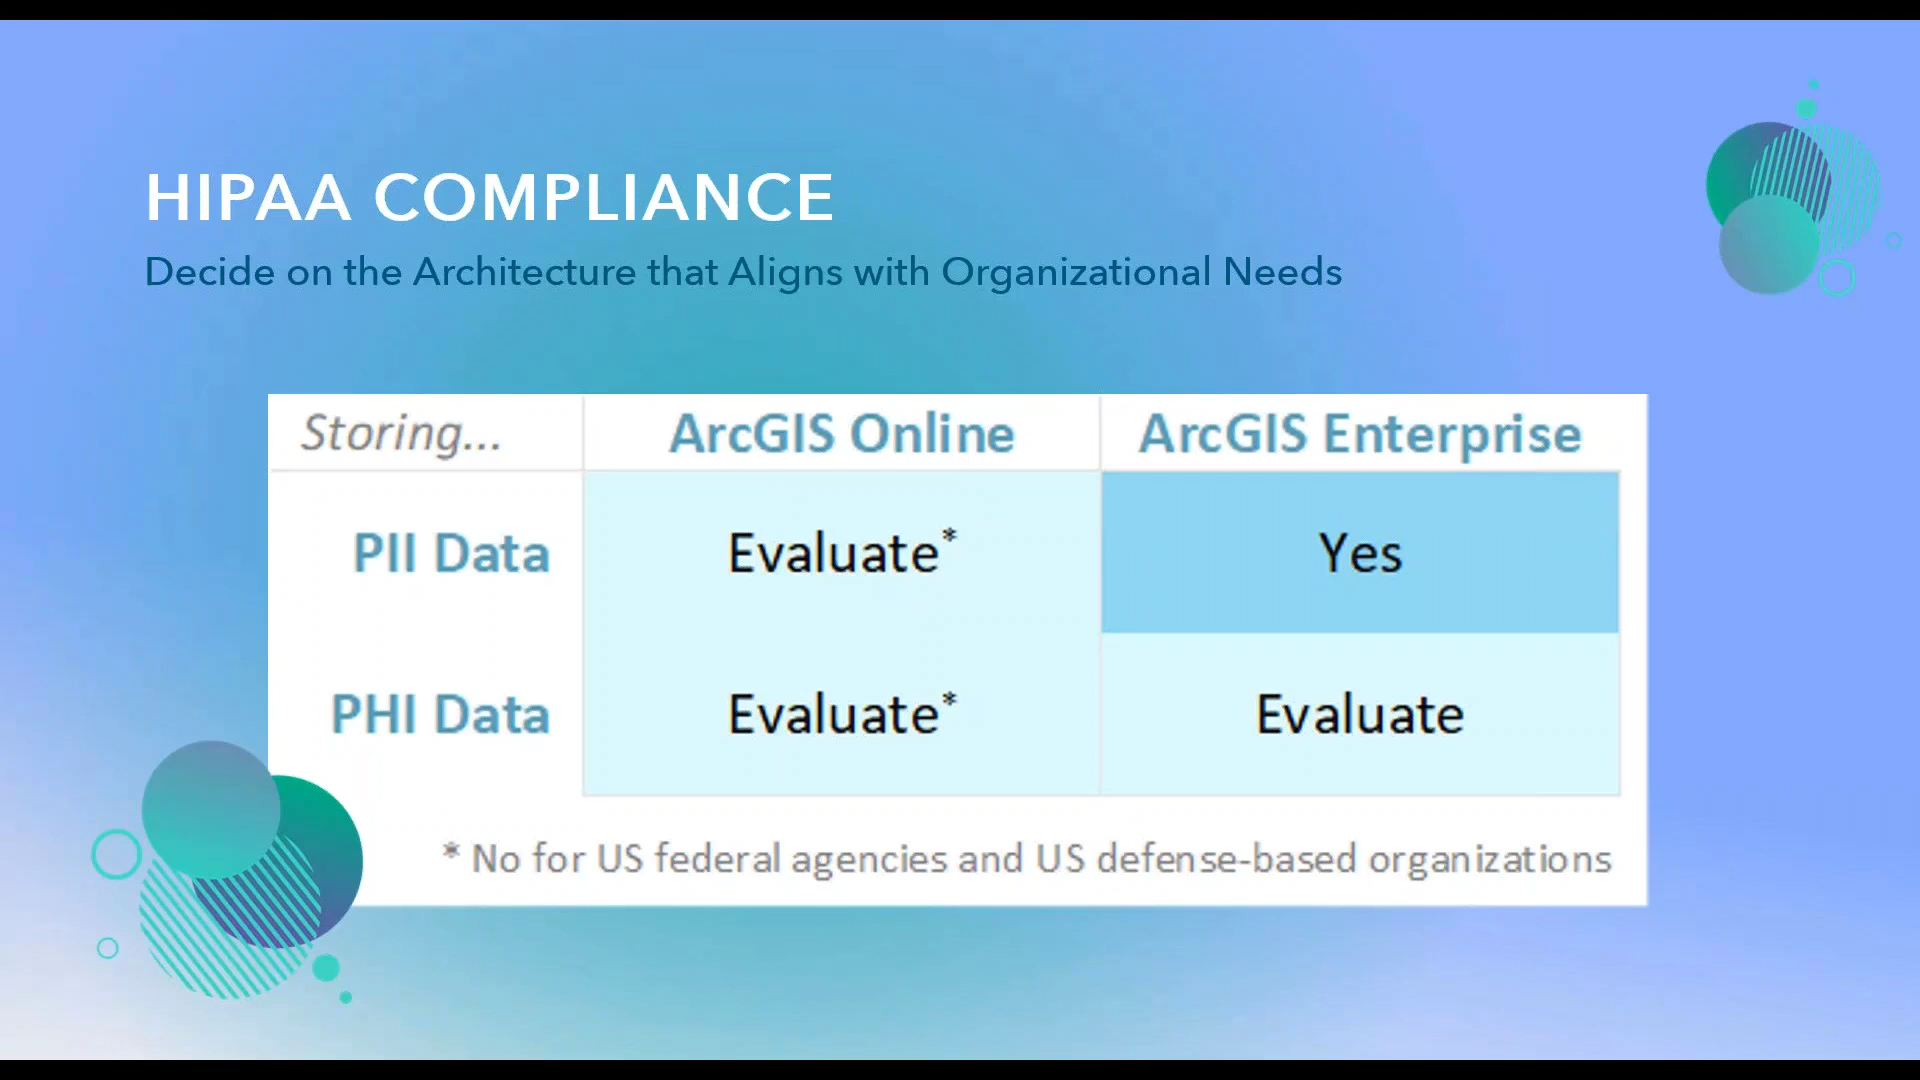 HIPAA COMPLIANCE
Decide on the Architecture that Aligns with Organizational Needs
Storing... ArcGIS Online ArcGIS Enterprise
PII Data Evaluate* Yes
PHI Data Evaluate* Evaluate
* No for US federal agencies and US defense-based organizations